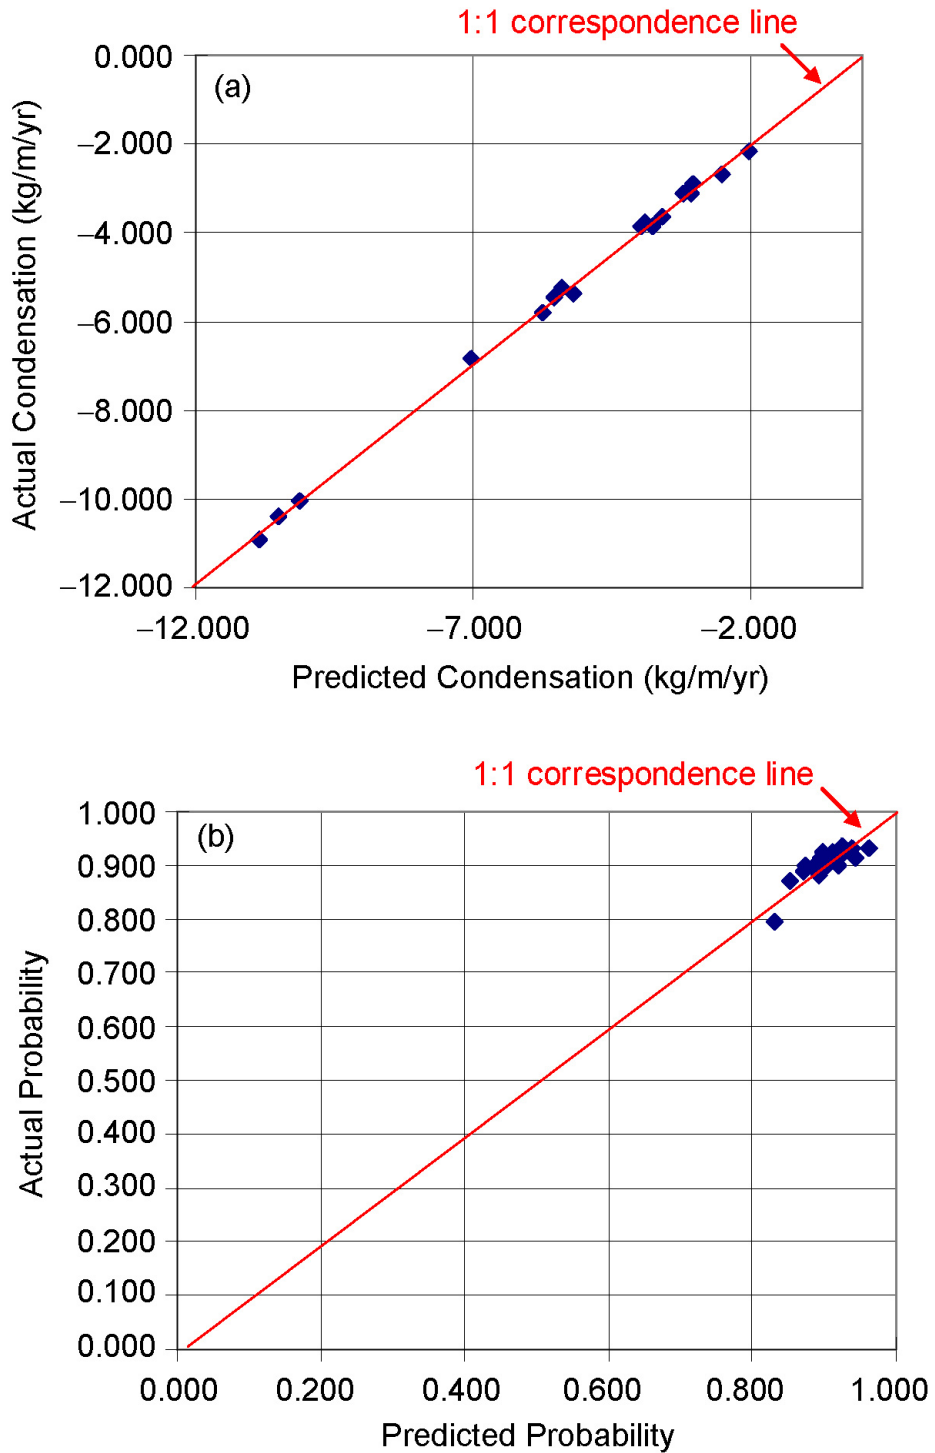 1:1 correspondence line
(a)
0.000
−2.000
−4.000
−6.000
−8.000
−10.000
−12.000
Actual Condensation (kg/m/yr)
−12.000 −7.000 −2.000
Predicted Condensation (kg/m/yr)
1:1 correspondence line
(b)
1.000
0.900
0.800
0.700
0.600
0.500
0.400
0.300
0.200
0.100
0.000
Actual Probability
0.000 0.200 0.400 0.600 0.800 1.000
Predicted Probability